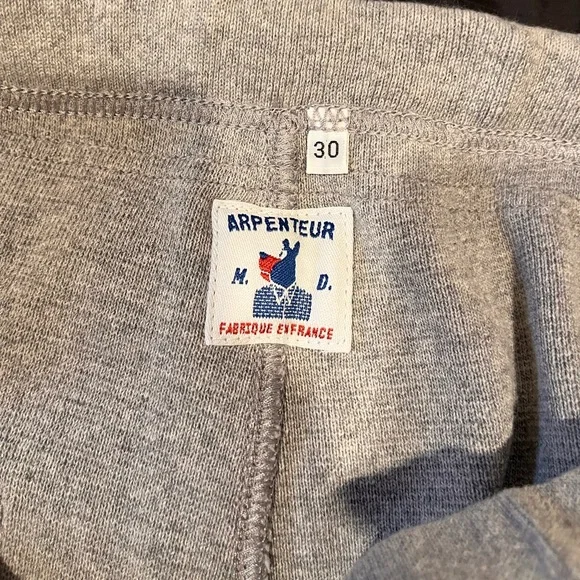 30
ARPENTEUR
M. D.
FABRIQUE EN FRANCE